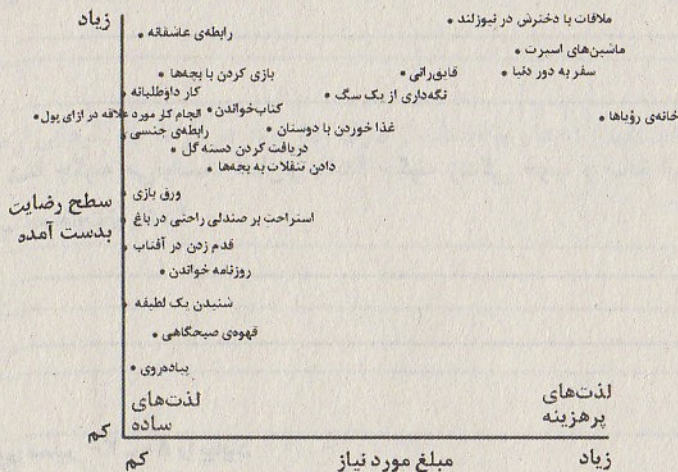 زیاد
ملاقات با دخترش در نیوزلند
رابطه‌ی عاشقانه
ماشین‌های اسپرت
سفر به دور دنیا
قایق‌رانی
بازی کردن با بچه‌ها
نگه‌داری از یک سگ
کار داوطلبانه
خانه‌ی رؤیاها
کتاب‌خواندن
انجام کار مورد علاقه در ازای پول
غذا خوردن با دوستان
رابطه‌ی جنسی
دریافت کردن دسته گل
دادن تنقلات به بچه‌ها
ورق بازی
سطح رضایت
بدست آمده
استراحت بر صندلی راحتی در باغ
قدم زدن در آفتاب
روزنامه خواندن
شنیدن یک لطیفه
قهوه‌ی صبحگاهی
پیاده‌روی
لذت‌های
ساده
لذت‌های
پرهزینه
کم
کم
مبلغ مورد نیاز
زیاد